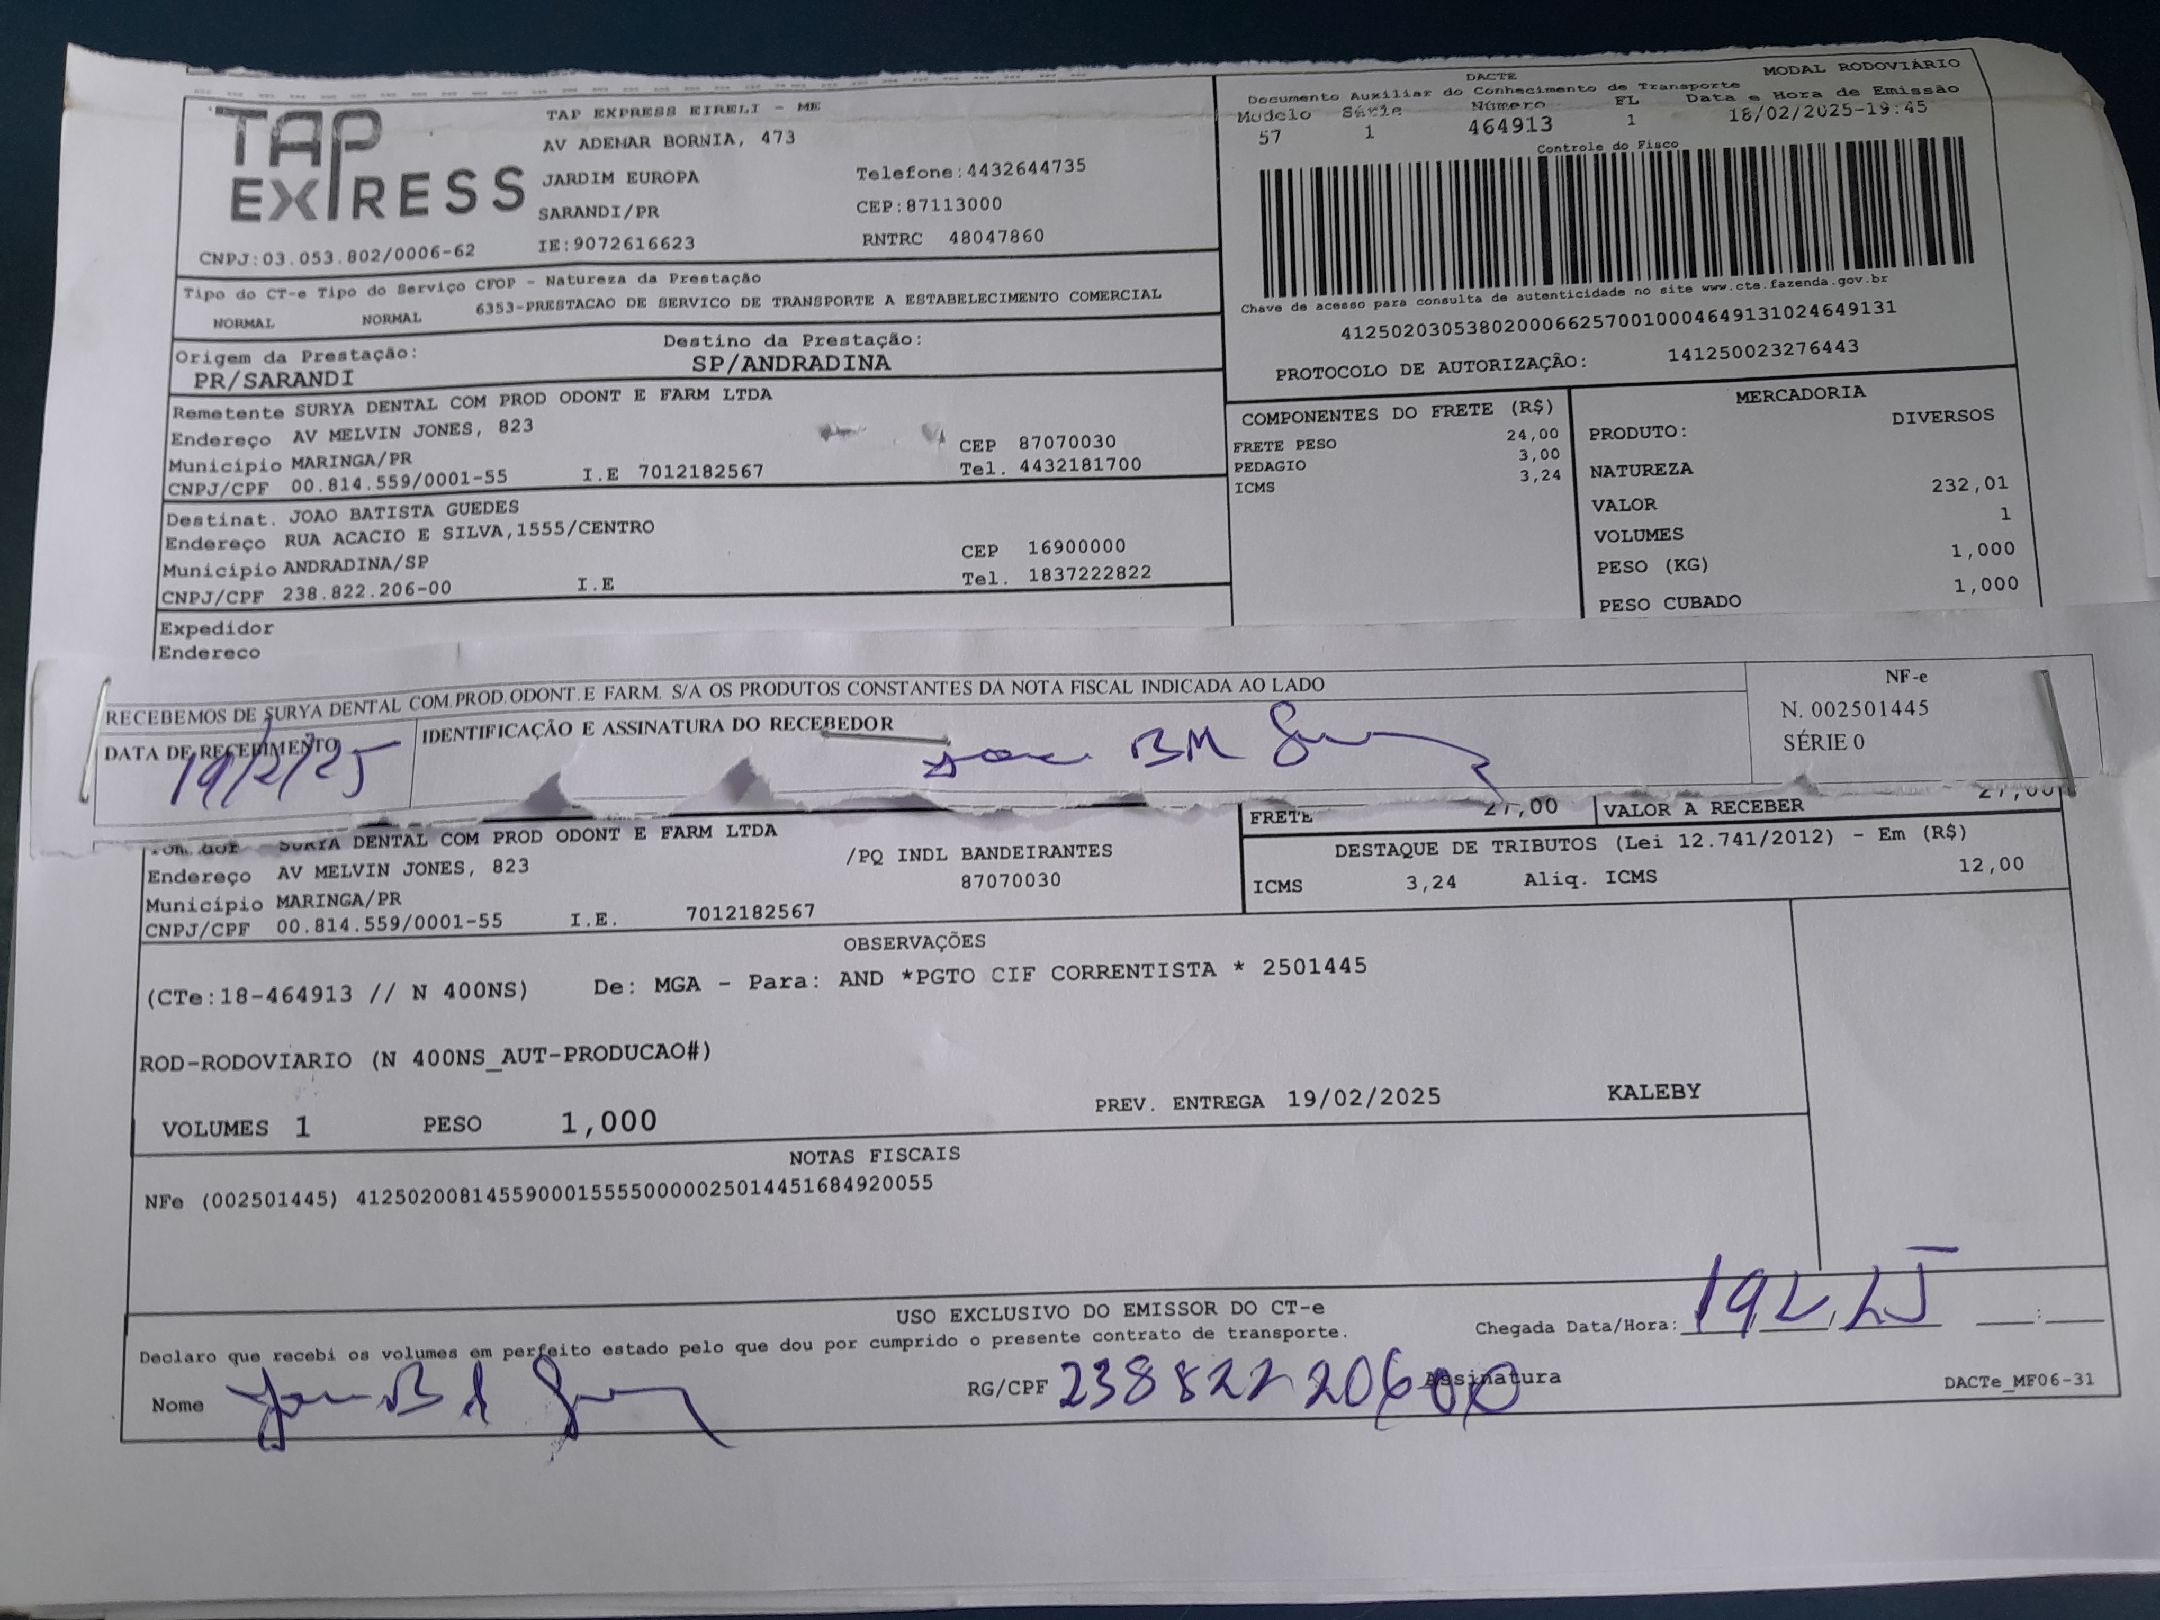 TAP EXPRESS
TAP EXPRESS EIRELI - ME
AV ADEMAR BORNIA, 473
JARDIM EUROPA Telefone:4432644735
SARANDI/PR CEP:87113000
CNPJ:03.053.802/0006-62 IE:9072616623 RNTRC 48047860
DACTE MODAL RODOVIÁRIO
Documento Auxiliar do Conhecimento de Transporte
Modelo Série Número FL Data e Hora de Emissão
57 1 464913 1 18/02/2025-19:45
Controle do Fisco
Chave de acesso para consulta de autenticidade no site www.cte.fazenda.gov.br
41250203053802000662570010004649131024649131
PROTOCOLO DE AUTORIZAÇÃO: 141250023276443
Tipo do CT-e Tipo do Serviço CFOP - Natureza da Prestação
NORMAL NORMAL 6353-PRESTACAO DE SERVICO DE TRANSPORTE A ESTABELECIMENTO COMERCIAL
Origem da Prestação: Destino da Prestação:
PR/SARANDI SP/ANDRADINA
Remetente SURYA DENTAL COM PROD ODONT E FARM LTDA
Endereço AV MELVIN JONES, 823 CEP 87070030
Município MARINGA/PR Tel. 4432181700
CNPJ/CPF 00.814.559/0001-55 I.E 7012182567
Destinat. JOAO BATISTA GUEDES
Endereço RUA ACACIO E SILVA,1555/CENTRO CEP 16900000
Município ANDRADINA/SP Tel. 1837222822
CNPJ/CPF 238.822.206-00 I.E
Expedidor
Endereco
COMPONENTES DO FRETE (R$)
FRETE PESO 24,00
PEDAGIO 3,00
ICMS 3,24
MERCADORIA
PRODUTO: DIVERSOS
NATUREZA
VALOR 232,01
VOLUMES 1
PESO (KG) 1,000
PESO CUBADO 1,000
RECEBEMOS DE SURYA DENTAL COM.PROD.ODONT.E FARM. S/A OS PRODUTOS CONSTANTES DA NOTA FISCAL INDICADA AO LADO
DATA DE RECEBIMENTO IDENTIFICAÇÃO E ASSINATURA DO RECEBEDOR
19/2/25
NF-e
N. 002501445
SÉRIE 0
FRETE 27,00 VALOR A RECEBER 27,00
SURYA DENTAL COM PROD ODONT E FARM LTDA
Endereço AV MELVIN JONES, 823 /PQ INDL BANDEIRANTES
Município MARINGA/PR 87070030
CNPJ/CPF 00.814.559/0001-55 I.E. 7012182567
DESTAQUE DE TRIBUTOS (Lei 12.741/2012) - Em (R$)
ICMS 3,24 Aliq. ICMS 12,00
OBSERVAÇÕES
(CTe:18-464913 // N 400NS) De: MGA - Para: AND *PGTO CIF CORRENTISTA * 2501445
ROD-RODOVIARIO (N 400NS_AUT-PRODUCAO#)
VOLUMES 1 PESO 1,000 PREV. ENTREGA 19/02/2025 KALEBY
NOTAS FISCAIS
NFe (002501445) 41250200814559000155550000025014451684920055
USO EXCLUSIVO DO EMISSOR DO CT-e
Declaro que recebi os volumes em perfeito estado pelo que dou por cumprido o presente contrato de transporte. Chegada Data/Hora: 19 2 25 :
Nome RG/CPF 238822 206 00 Assinatura DACTe_MF06-31